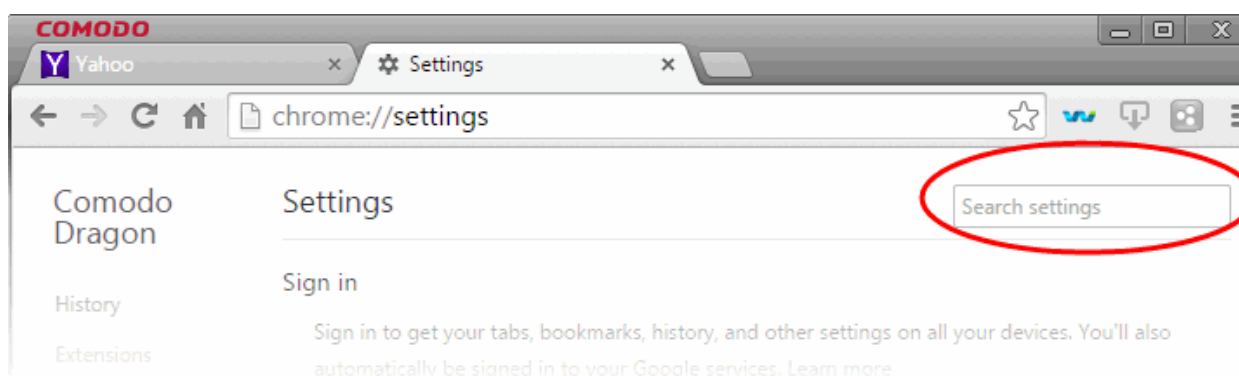 COMODO
Yahoo
Settings
chrome://settings
Comodo
Dragon
Settings
Search settings
Sign in
History
Sign in to get your tabs, bookmarks, history, and other settings on all your devices. You'll also
Extensions
automatically be signed in to your Google services. Learn more